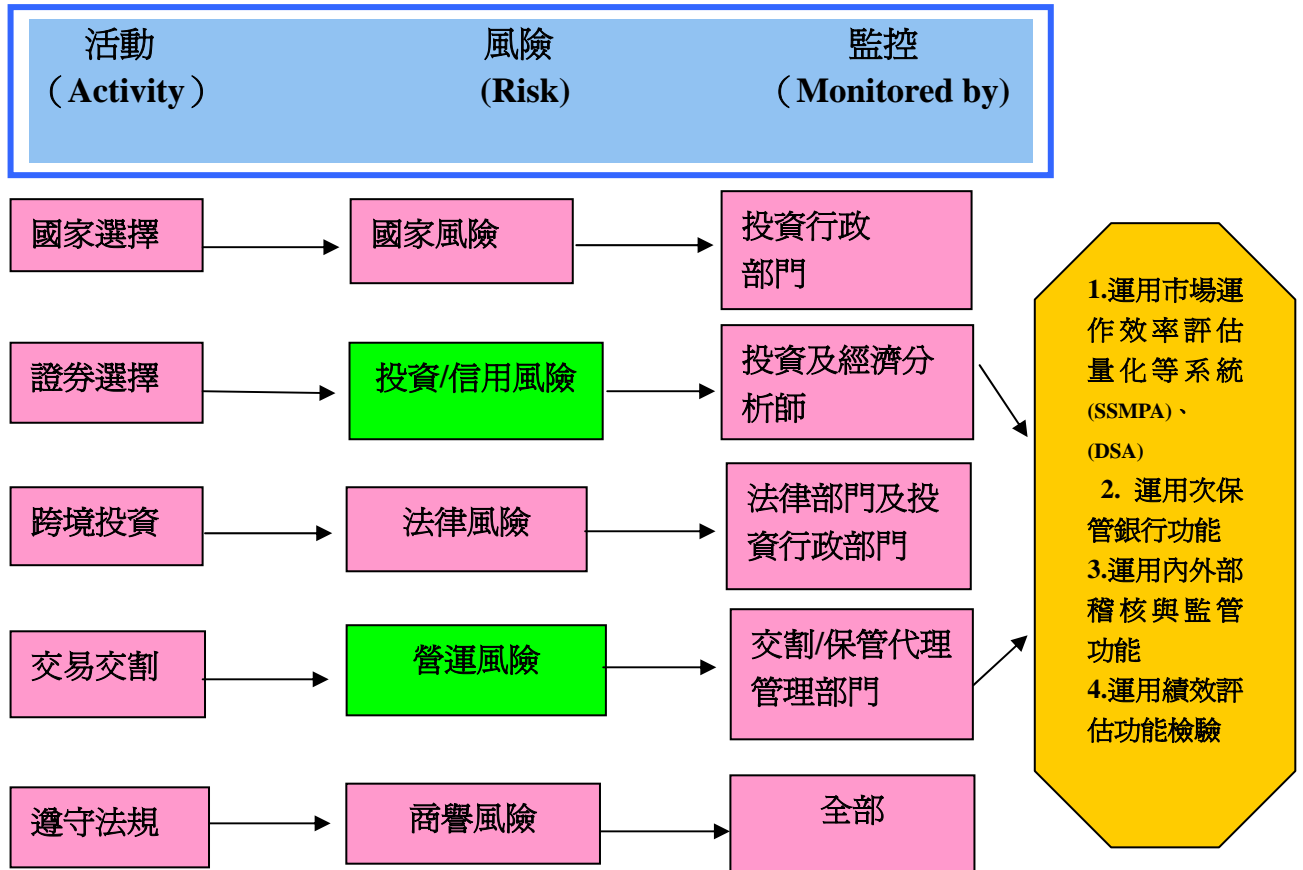 活動 風險 監控
（Activity） (Risk) （Monitored by)
國家選擇 國家風險 投資行政
部門
證券選擇 投資/信用風險 投資及經濟分
析師
跨境投資 法律風險 法律部門及投
資行政部門
交易交割 營運風險 交割/保管代理
管理部門
遵守法規 商譽風險 全部
1.運用市場運
作效率評估
量化等系統
(SSMPA)、
(DSA)
2. 運用次保
管銀行功能
3.運用內外部
稽核與監管
功能
4.運用績效評
估功能檢驗